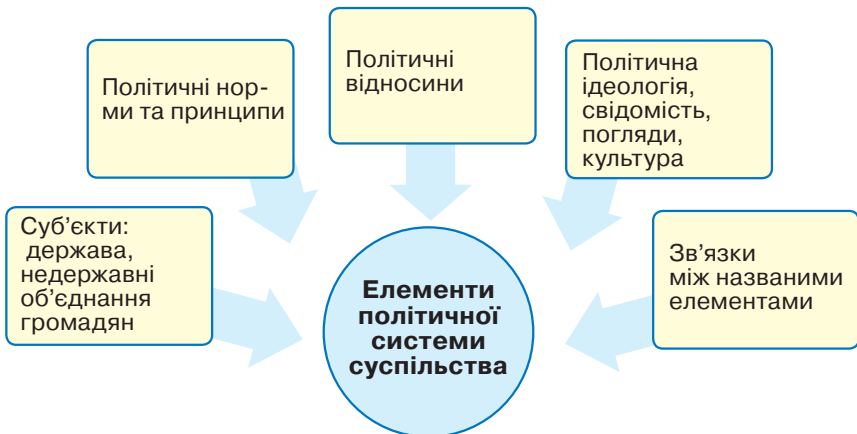 Суб’єкти:
держава,
недержавні
об’єднання
громадян
Політичні нор-
ми та принципи
Політичні
відносини
Політична
ідеологія,
свідомість,
погляди,
культура
Зв’язки
між названими
елементами
Елементи
політичної
системи
суспільства